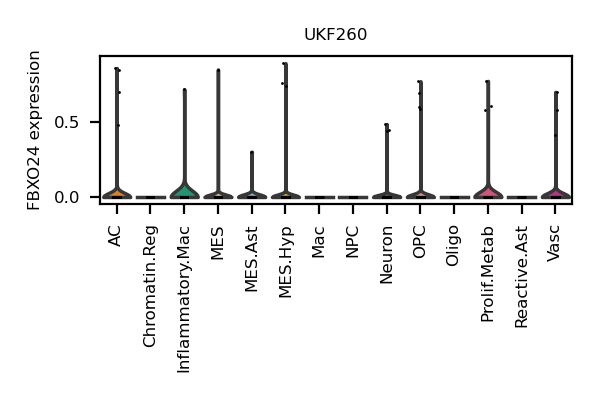 UKF260
FBXO24 expression
0.5
0.0
AC
Chromatin.Reg
Inflammatory.Mac
MES
MES.Ast
MES.Hyp
Mac
NPC
Neuron
OPC
Oligo
Prolif.Metab
Reactive.Ast
Vasc